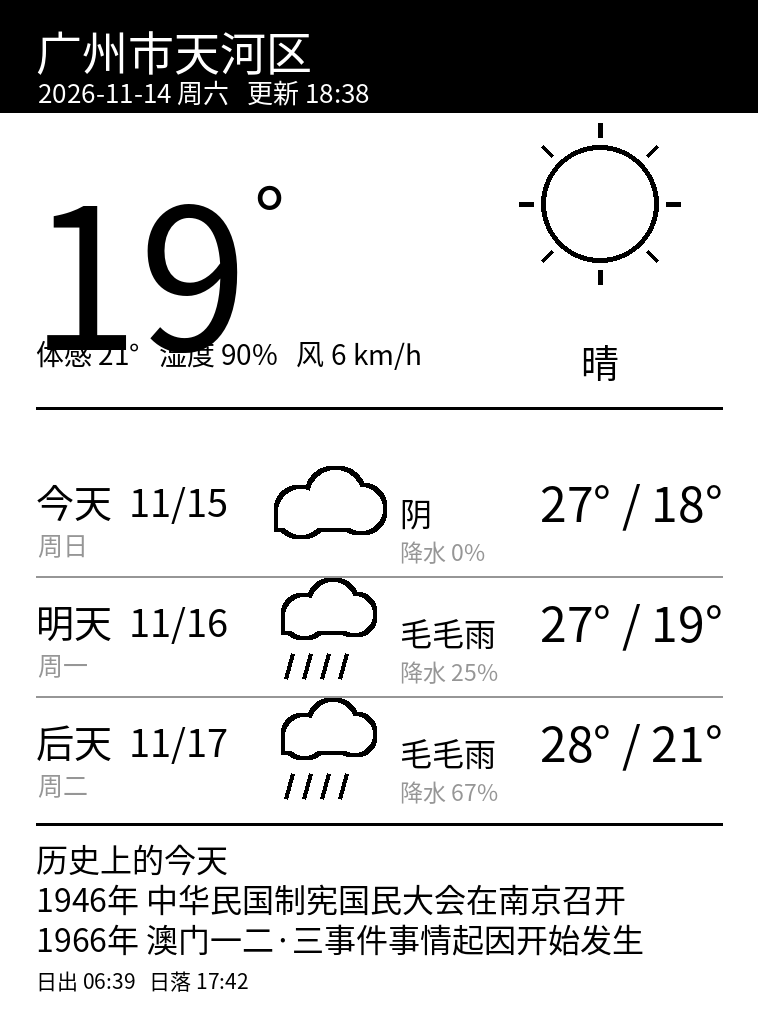 广州市天河区
2026-11-14 周六 更新 18:38
19°
体感 21° 湿度 90% 风 6 km/h
晴
今天 11/15
周日
阴
降水 0%
27° / 18°
明天 11/16
周一
毛毛雨
降水 25%
27° / 19°
后天 11/17
周二
毛毛雨
降水 67%
28° / 21°
历史上的今天
1946年 中华民国制宪国民大会在南京召开
1966年 澳门一二·三事件事情起因开始发生
日出 06:39 日落 17:42